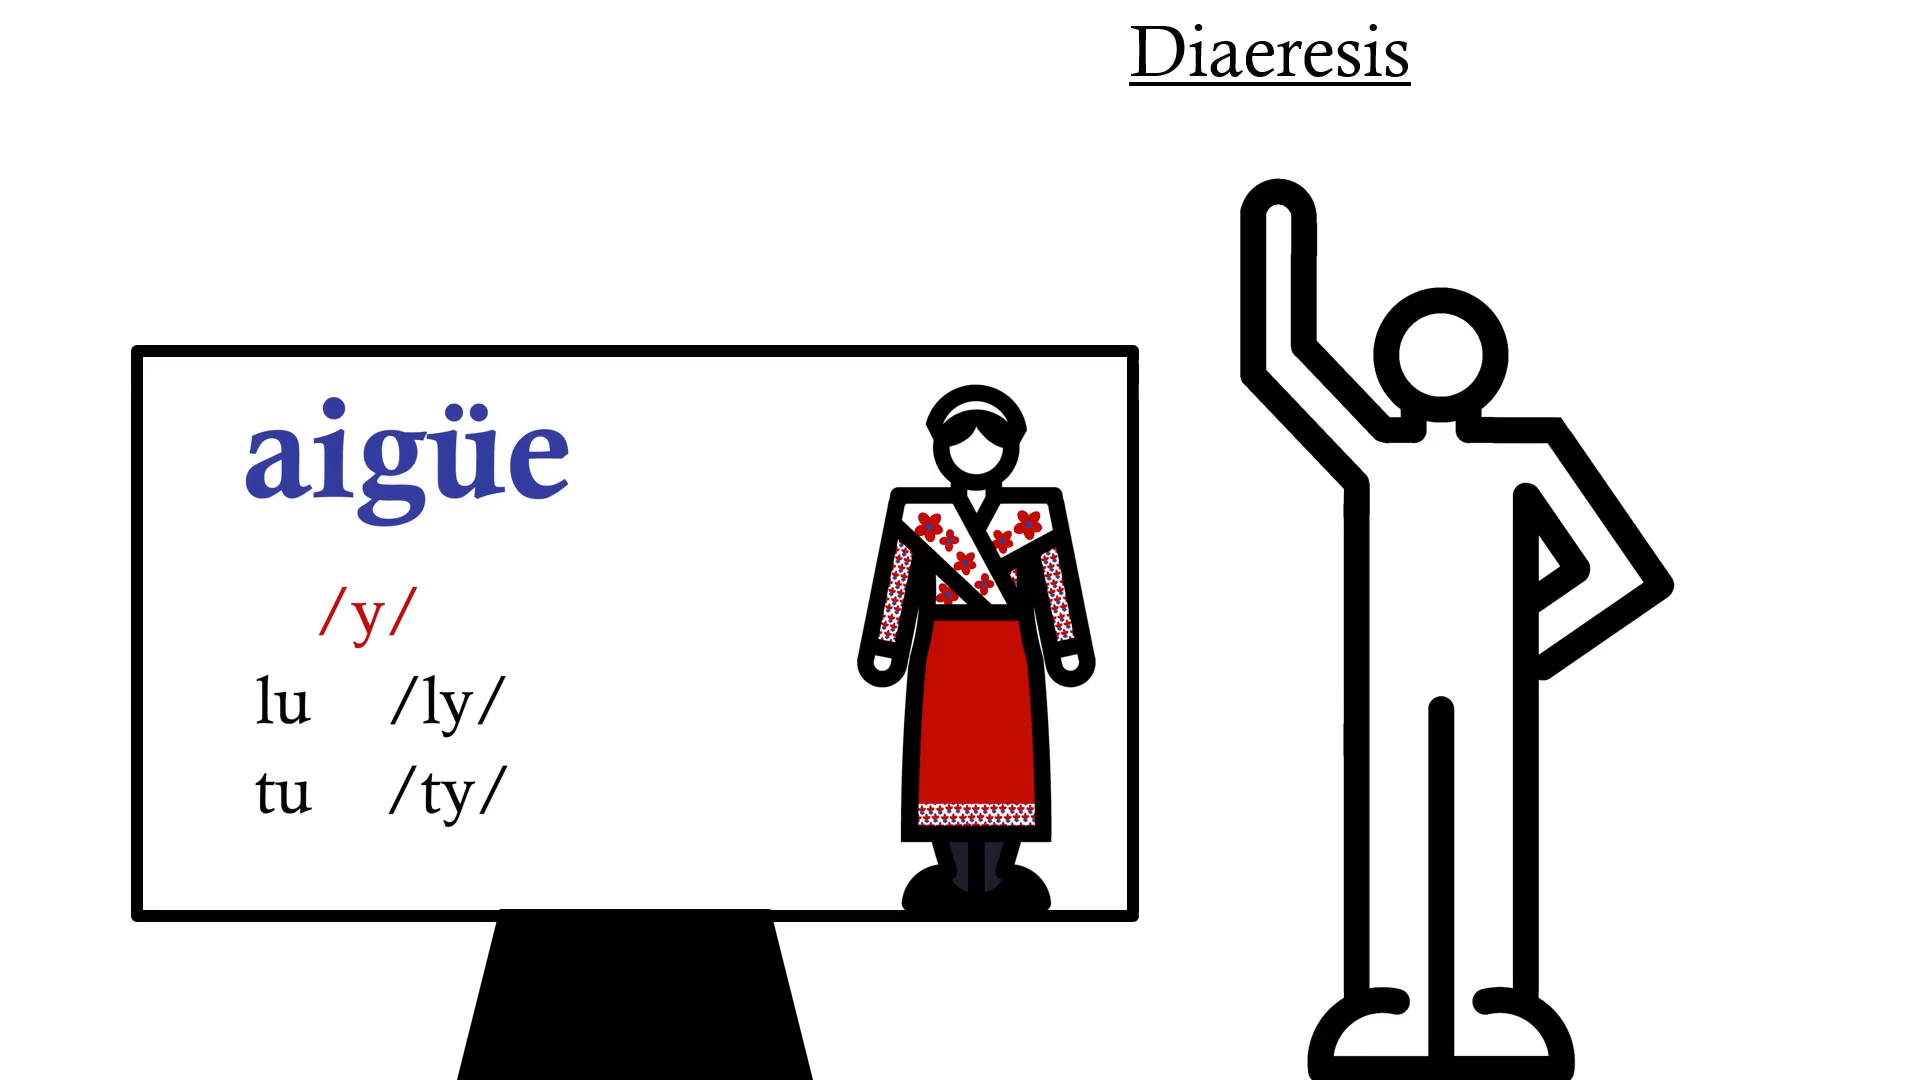 Diaeresis
aigüe
/y/
lu /ly/
tu /ty/